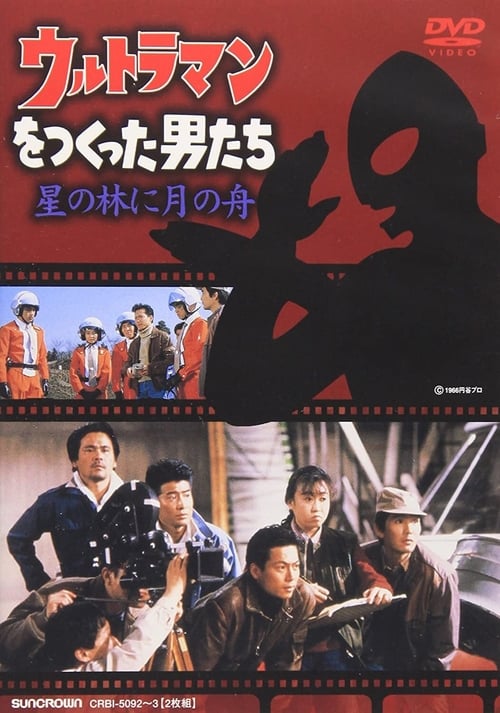 DVD
VIDEO
ウルトラマン
をつくった男たち
星の林に月の舟
©1966円谷プロ
SUNCROWN CRBI-5092〜3【2枚組】